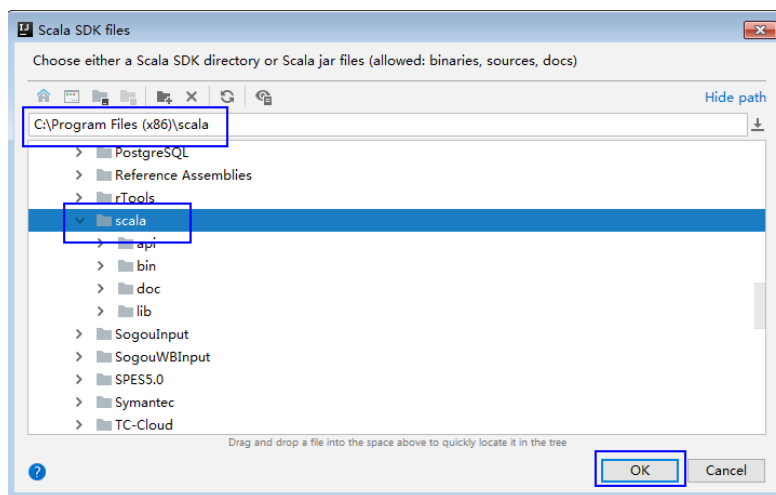 Scala SDK files
Choose either a Scala SDK directory or Scala jar files (allowed: binaries, sources, docs)
Hide path
C:\Program Files (x86)\scala
PostgreSQL
Reference Assemblies
rTools
scala
api
bin
doc
lib
SogouInput
SogouWBInput
SPES5.0
Symantec
TC-Cloud
Drag and drop a file into the space above to quickly locate it in the tree
? OK Cancel